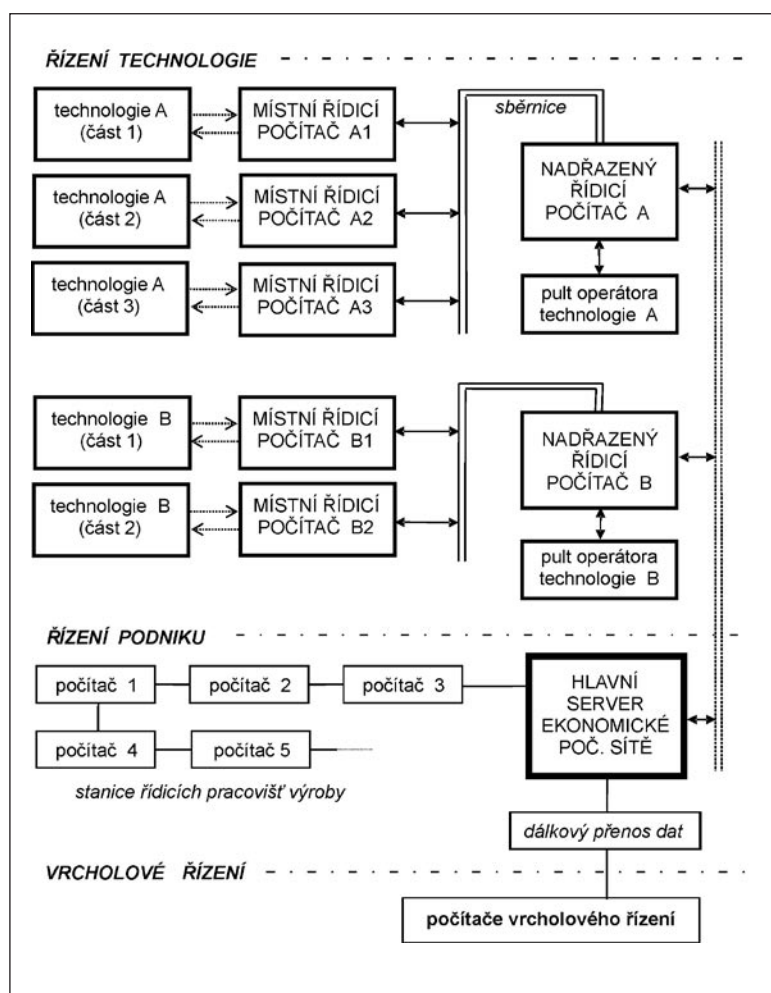 ŘÍZENÍ TECHNOLOGIE
technologie A
(část 1)
MÍSTNÍ ŘÍDICÍ
POČÍTAČ A1
sběrnice
NADŘAZENÝ
ŘÍDICÍ
POČÍTAČ A
technologie A
(část 2)
MÍSTNÍ ŘÍDICÍ
POČÍTAČ A2
technologie A
(část 3)
MÍSTNÍ ŘÍDICÍ
POČÍTAČ A3
pult operátora
technologie A
technologie B
(část 1)
MÍSTNÍ ŘÍDICÍ
POČÍTAČ B1
NADŘAZENÝ
ŘÍDICÍ
POČÍTAČ B
technologie B
(část 2)
MÍSTNÍ ŘÍDICÍ
POČÍTAČ B2
pult operátora
technologie B
ŘÍZENÍ PODNIKU
počítač 1
počítač 2
počítač 3
HLAVNÍ
SERVER
EKONOMICKÉ
POČ. SÍTĚ
počítač 4
počítač 5
stanice řídicích pracovišť výroby
dálkový přenos dat
VRCHOLOVÉ ŘÍZENÍ
počítače vrcholového řízení